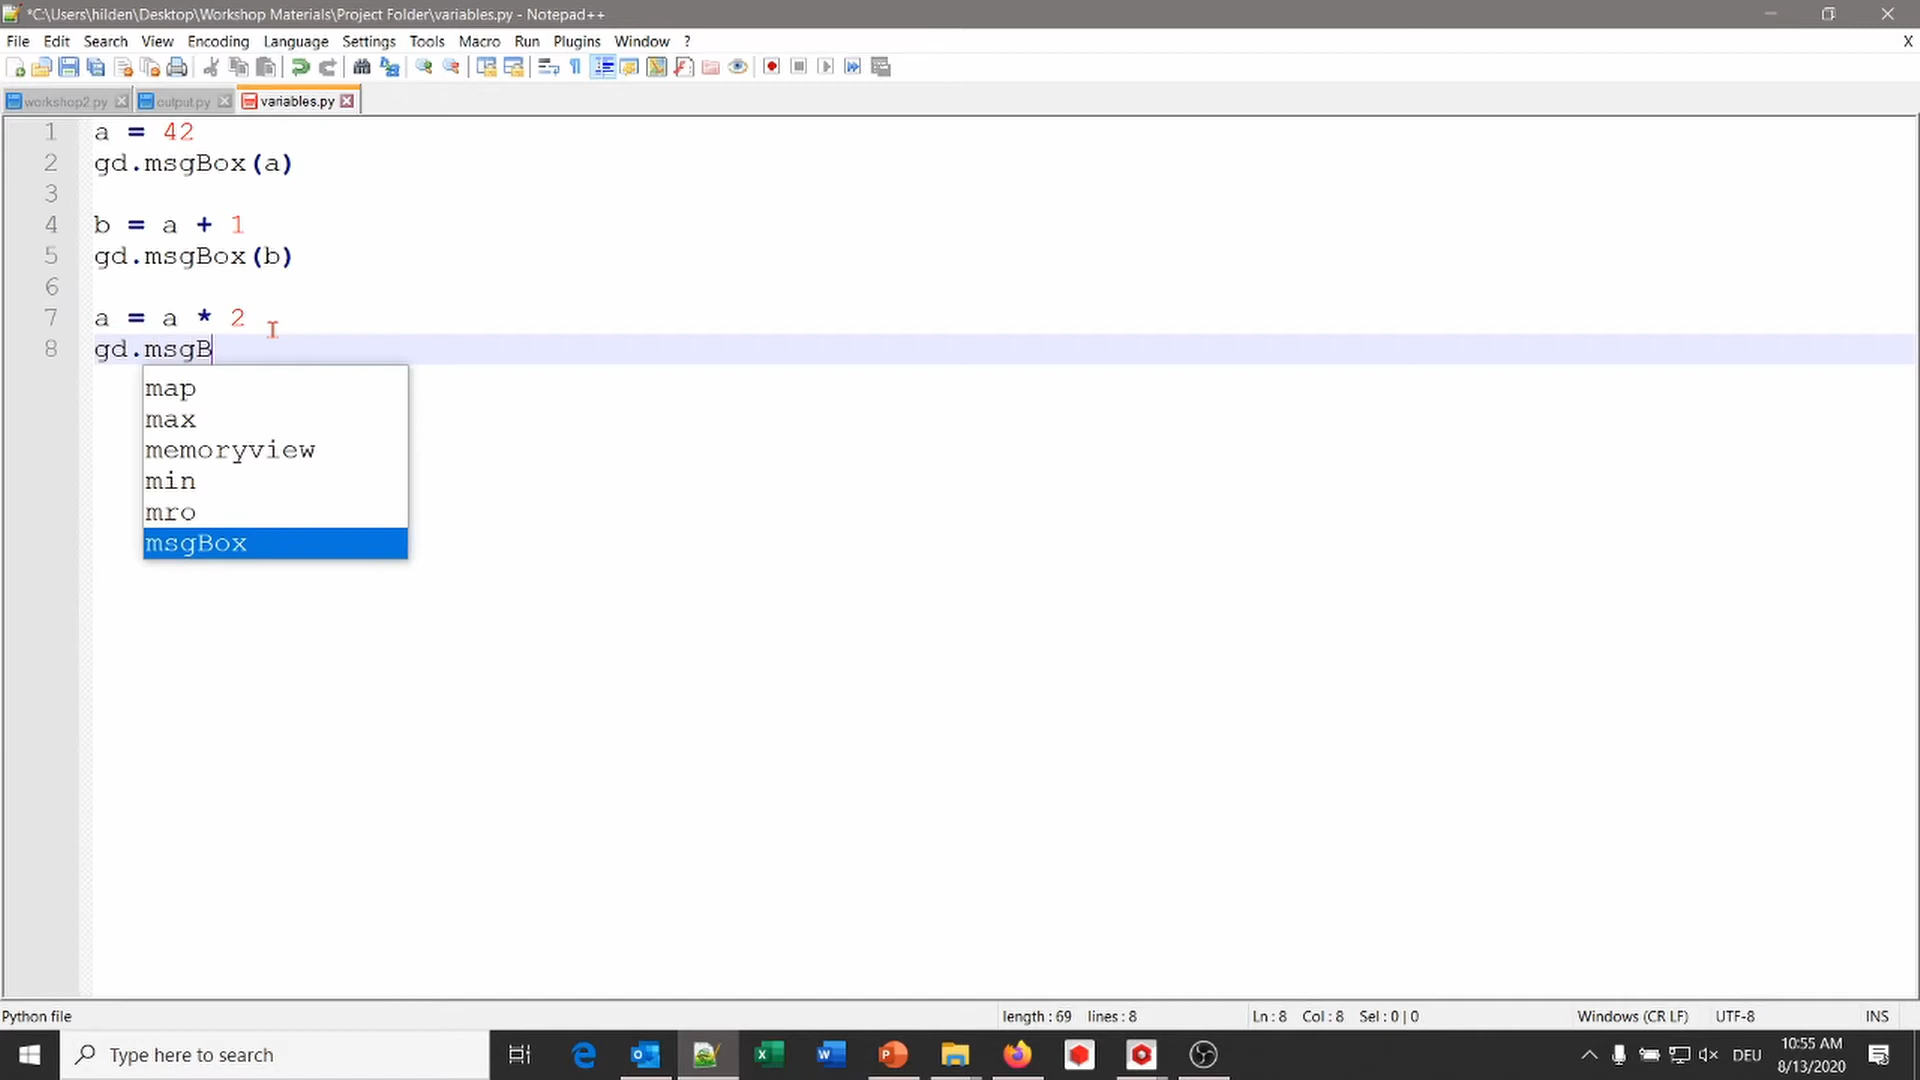 *C:\Users\hilden\Desktop\Workshop Materials\Project Folder\variables.py - Notepad++
File Edit Search View Encoding Language Settings Tools Macro Run Plugins Window ? X
workshop2.py output.py variables.py
1 a = 42
2 gd.msgBox(a)
3
4 b = a + 1
5 gd.msgBox(b)
6
7 a = a * 2
8 gd.msgB
map
max
memoryview
min
mro
msgBox
Python file length : 69 lines : 8 Ln : 8 Col : 8 Sel : 0 | 0 Windows (CR LF) UTF-8 INS
Type here to search DEU 10:55 AM
8/13/2020